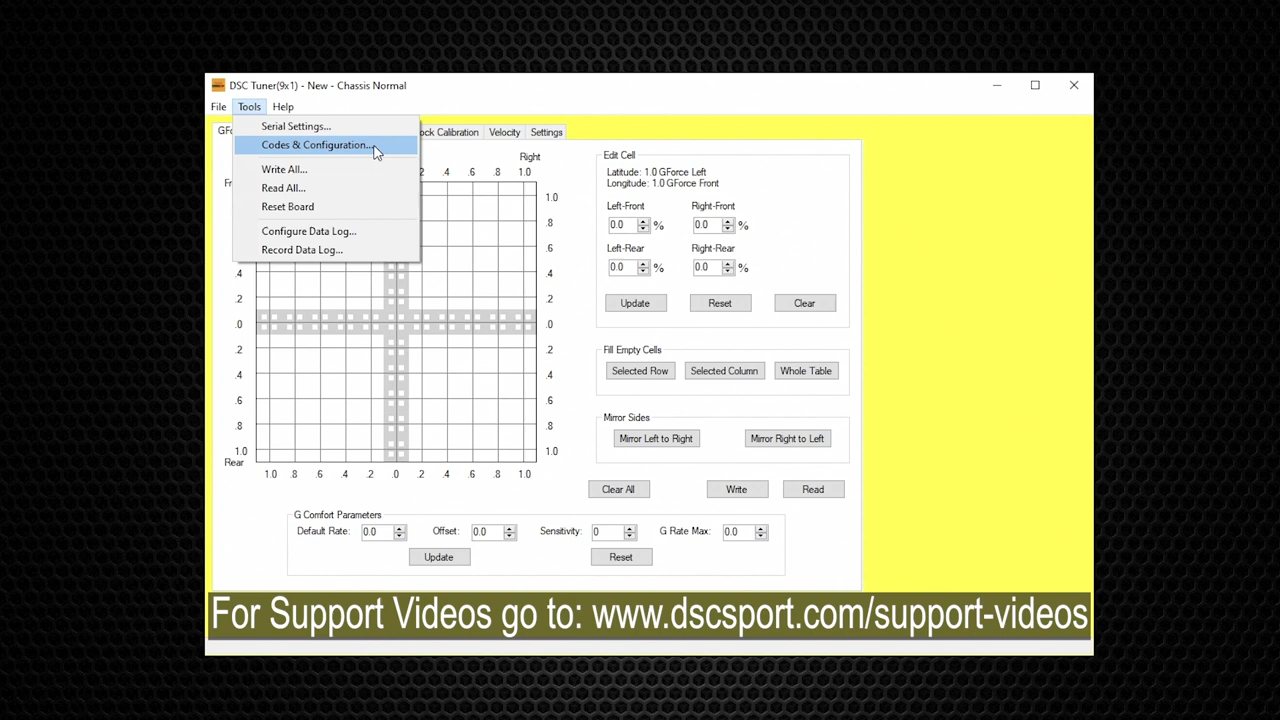 DSC Tuner(9x1) - New - Chassis Normal
File Tools Help
Serial Settings...
Codes & Configuration...
Write All...
Read All...
Reset Board
Configure Data Log...
Record Data Log...
GFo
ock Calibration Velocity Settings
Right
.2 .4 .6 .8 1.0
Fr
1.0
.8
.6
.4 .4
.2 .2
.0 .0
.2 .2
.4 .4
.6 .6
.8 .8
1.0 1.0
Rear
1.0 .8 .6 .4 .2 .0 .2 .4 .6 .8 1.0
Edit Cell
Latitude: 1.0 GForce Left
Longitude: 1.0 GForce Front
Left-Front Right-Front
0.0 % 0.0 %
Left-Rear Right-Rear
0.0 % 0.0 %
Update Reset Clear
Fill Empty Cells
Selected Row Selected Column Whole Table
Mirror Sides
Mirror Left to Right Mirror Right to Left
Clear All Write Read
G Comfort Parameters
Default Rate: 0.0 Offset: 0.0 Sensitivity: 0 G Rate Max: 0.0
Update Reset
For Support Videos go to: www.dscsport.com/support-videos